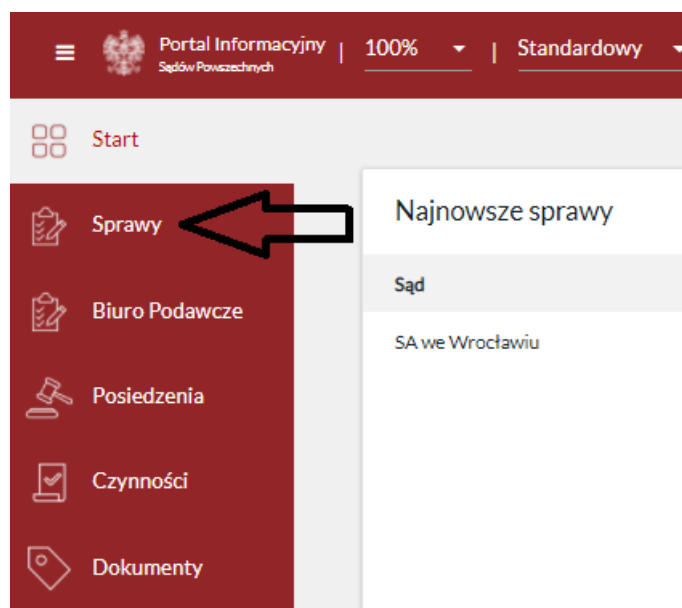 Portal Informacyjny | 100% | Standardowy
Sądów Powszechnych
Start
Sprawy
Biuro Podawcze
Posiedzenia
Czynności
Dokumenty
Najnowsze sprawy
Sąd
SA we Wrocławiu